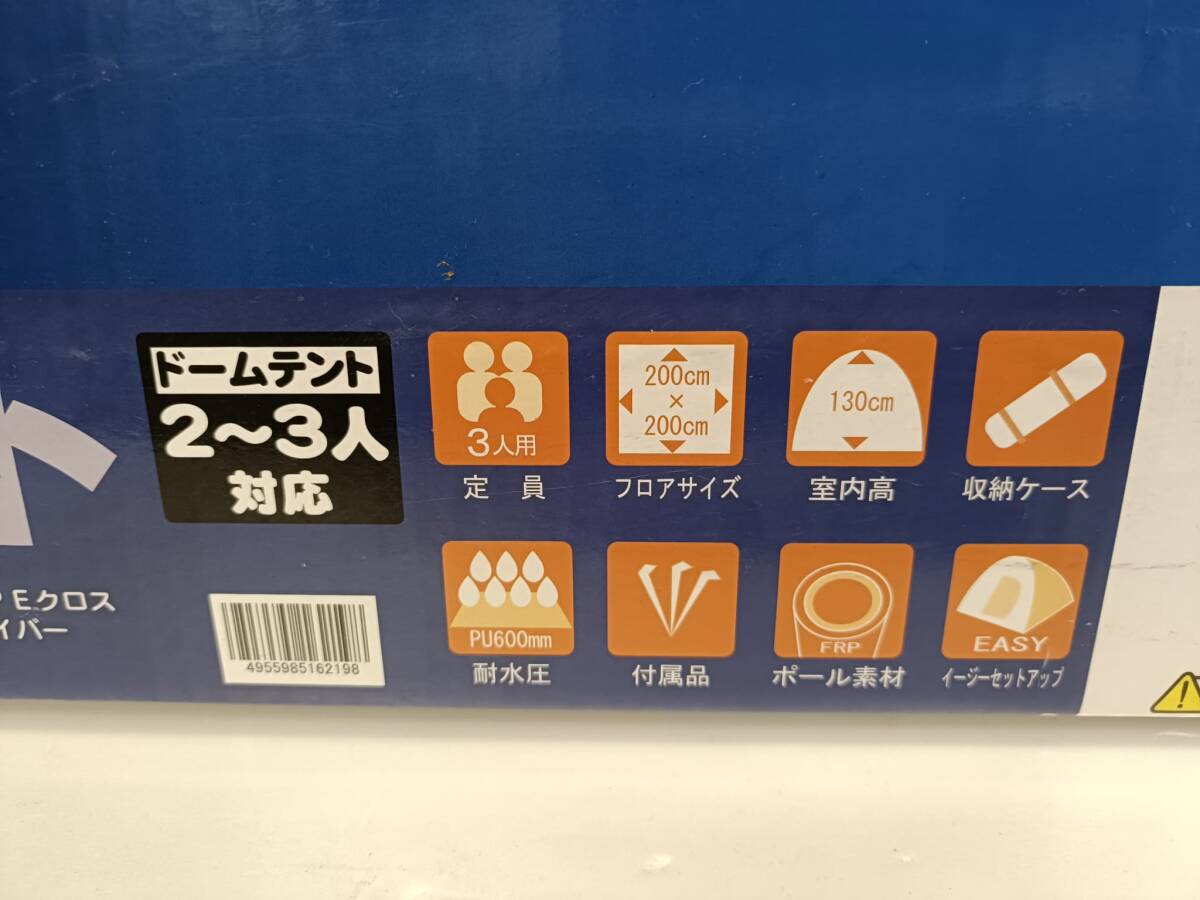 ドームテント
2～3人
対応
3人用
定員
200cm
×
200cm
フロアサイズ
130cm
室内高
収納ケース
Eクロス
イバー
4955985162198
PU600mm
耐水圧
付属品
FRP
ポール素材
EASY
イージーセットアップ